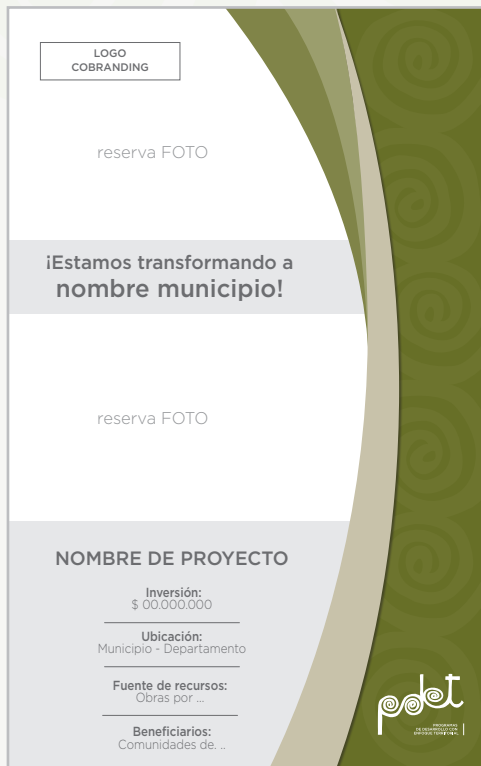 LOGO
COBRANDING
reserva FOTO
¡Estamos transformando a
nombre municipio!
reserva FOTO
NOMBRE DE PROYECTO
Inversión:
$ 00.000.000
Ubicación:
Municipio - Departamento
Fuente de recursos:
Obras por ...
Beneficiarios:
Comunidades de. ..
pdet
PROGRAMAS
DE DESARROLLO CON
ENFOQUE TERRITORIAL